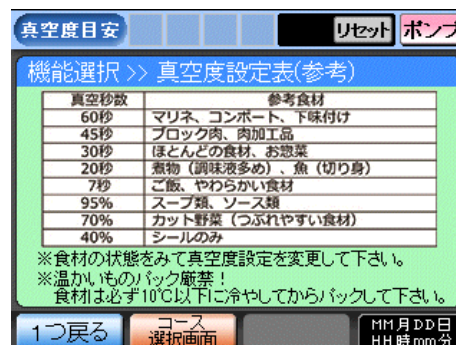 真空度目安 リセット ポンプ
機能選択>> 真空度設定表(参考)
真空秒数 参考食材
60秒 マリネ、コンポート、下味付け
45秒 ブロック肉、肉加工品
30秒 ほとんどの食材、お惣菜
20秒 煮物（調味液多め）、魚（切り身）
7秒 ご飯、やわらかい食材
95% スープ類、ソース類
70% カット野菜（つぶれやすい食材）
40% シールのみ
※食材の状態をみて真空度設定を変更して下さい。
※温かいものパック厳禁！
食材は必ず10℃以下に冷やしてからパックして下さい。
1つ戻る コース選択画面 MM月DD日
HH時mm分